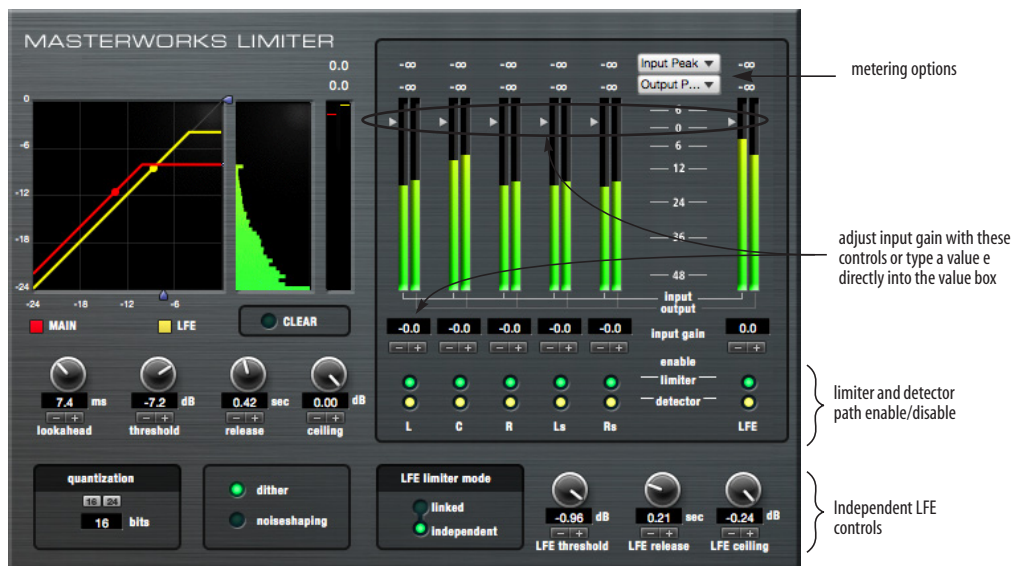 MASTERWORKS LIMITER
0.0
0.0
-∞ -∞ -∞ -∞ -∞ Input Peak -∞
-∞ -∞ -∞ -∞ -∞ Output P... -∞
metering options
0
-6
-12
-18
-24
-24 -18 -12 -6
6
0
6
12
24
36
48
adjust input gain with these
controls or type a value e
directly into the value box
input
output
MAIN LFE CLEAR
-0.0 -0.0 -0.0 -0.0 -0.0 input gain 0.0
- + - + - + - + - + - +
enable
limiter
detector
L C R Ls Rs LFE
limiter and detector
path enable/disable
7.4 ms -7.2 dB 0.42 sec 0.00 dB
- + - + - + - +
lookahead threshold release ceiling
quantization
16 24
16 bits
dither
noiseshaping
LFE limiter mode
linked
independent
-0.96 dB 0.21 sec -0.24 dB
- + - + - +
LFE threshold LFE release LFE ceiling
Independent LFE
controls